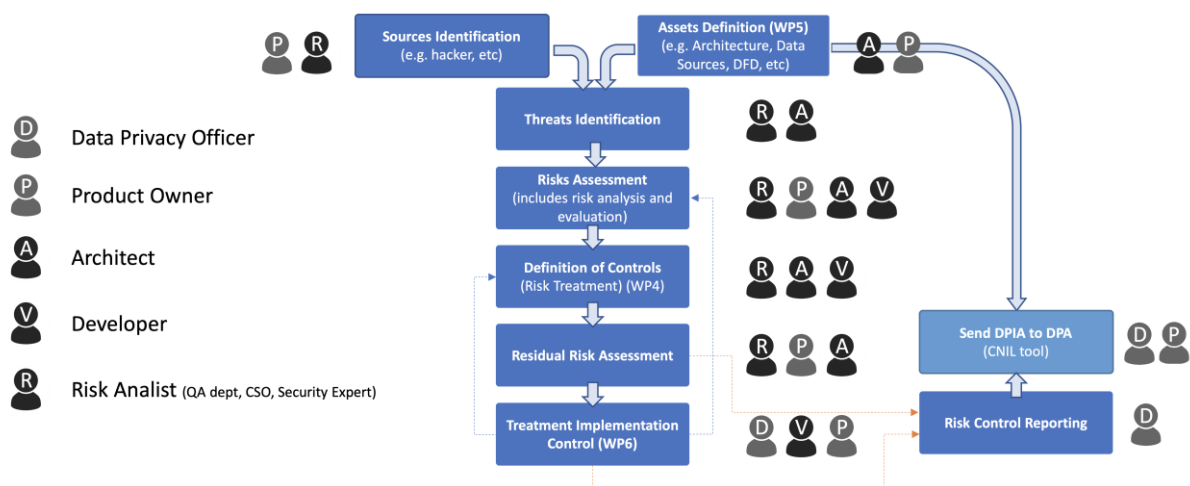 Sources Identification
(e.g. hacker, etc)
P R
Assets Definition (WP5)
(e.g. Architecture, Data
Sources, DFD, etc)
A P
Threats Identification
R A
D Data Privacy Officer
Risks Assessment
(includes risk analysis and
evaluation)
R P A V
P Product Owner
A Architect
Definition of Controls
(Risk Treatment) (WP4)
R A V
V Developer
Send DPIA to DPA
(CNIL tool)
D P
Residual Risk Assessment
R P A
R Risk Analist (QA dept, CSO, Security Expert)
Treatment Implementation
Control (WP6)
D V P
Risk Control Reporting
D